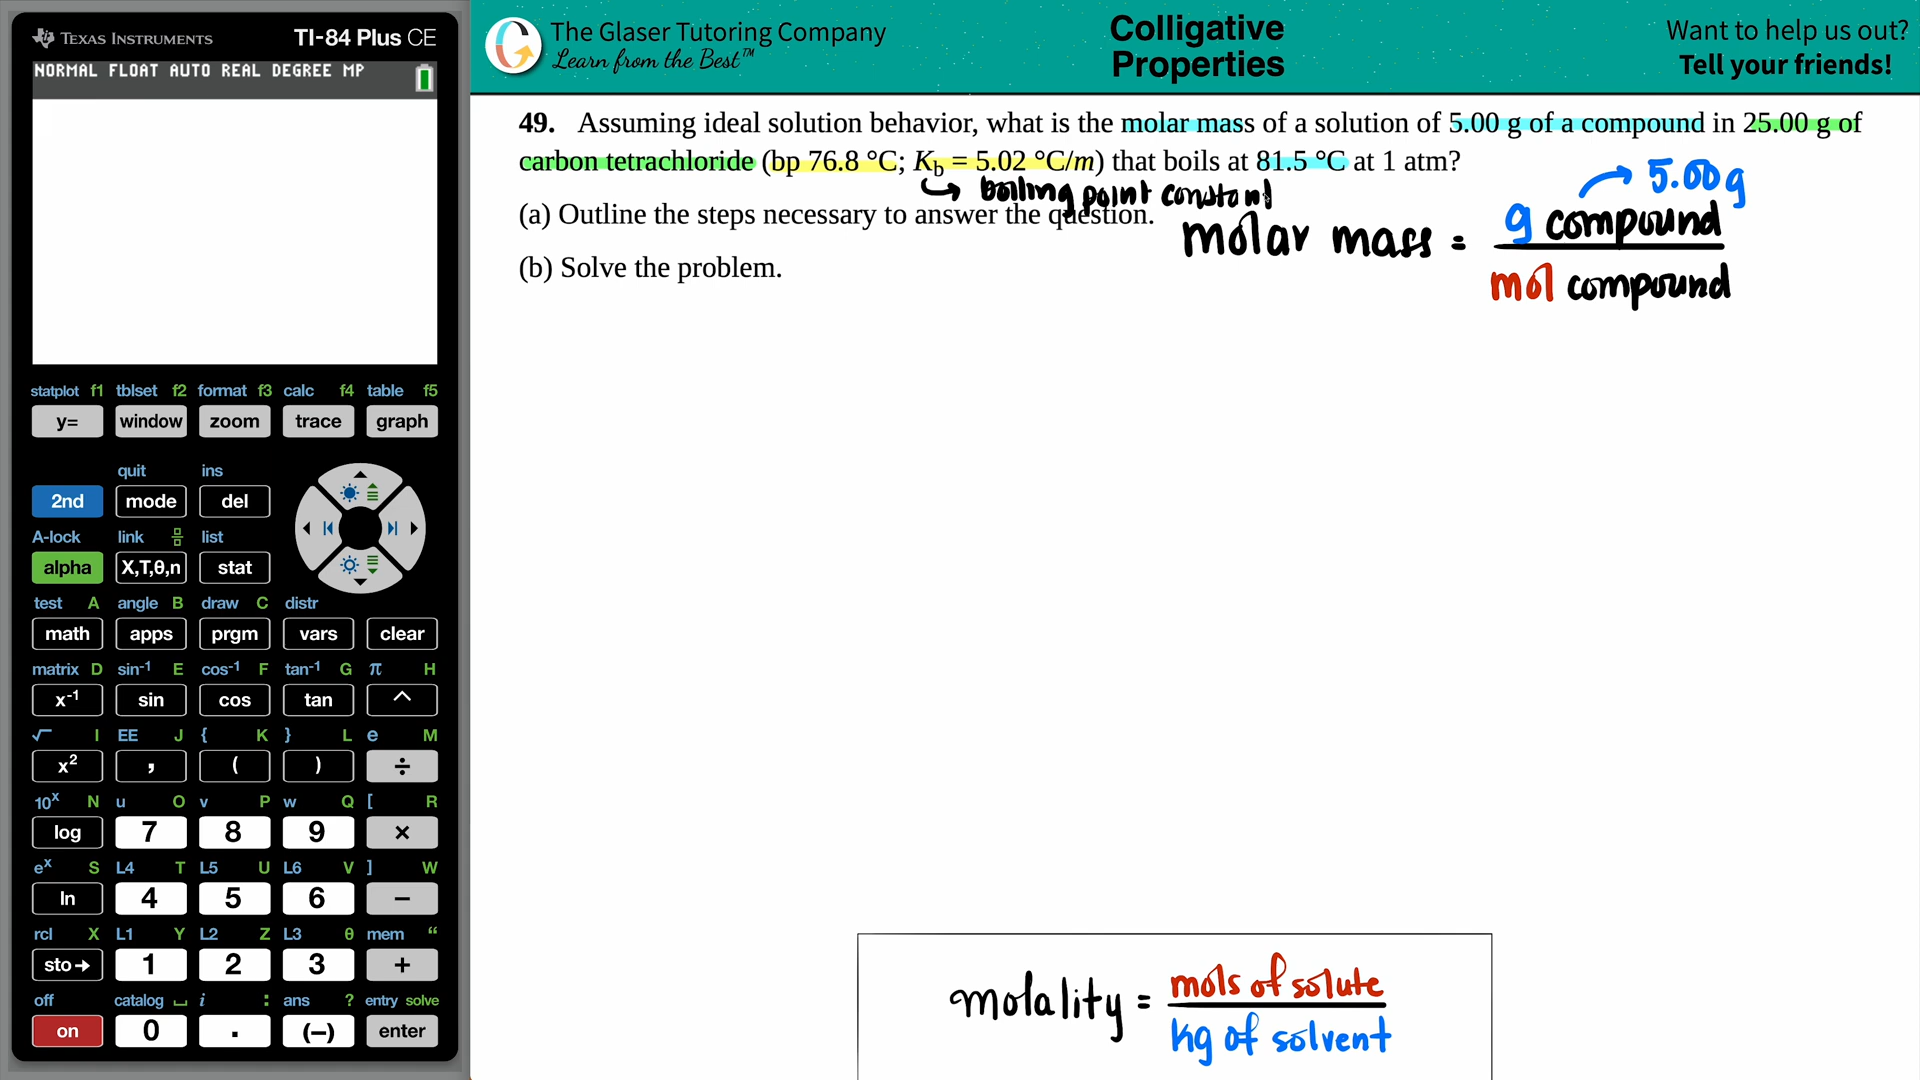 TEXAS INSTRUMENTS TI-84 Plus CE
NORMAL FLOAT AUTO REAL DEGREE MP
statplot f1 tblset f2 format f3 calc f4 table f5
y= window zoom trace graph
quit ins
2nd mode del
A-lock link list
alpha X,T,θ,n stat
test A angle B draw C distr
math apps prgm vars clear
matrix D sin⁻¹ E cos⁻¹ F tan⁻¹ G π H
x⁻¹ sin cos tan ^
√ I EE J { K } L e M
x² , ( ) ÷
10ˣ N u O v P w Q [ R
log 7 8 9 ×
eˣ S L4 T L5 U L6 V ] W
ln 4 5 6 −
rcl X L1 Y L2 Z L3 θ mem “
sto→ 1 2 3 +
off catalog ⎵ i : ans ? entry solve
on 0 . (−) enter
The Glaser Tutoring Company
Learn from the Best™
Colligative
Properties
Want to help us out?
Tell your friends!
49. Assuming ideal solution behavior, what is the molar mass of a solution of 5.00 g of a compound in 25.00 g of
carbon tetrachloride (bp 76.8 °C; Kb = 5.02 °C/m) that boils at 81.5 °C at 1 atm?
boiling point constant
(a) Outline the steps necessary to answer the question.
(b) Solve the problem.
5.00 g
molar mass = g compound
mol compound
molality = mols of solute
kg of solvent